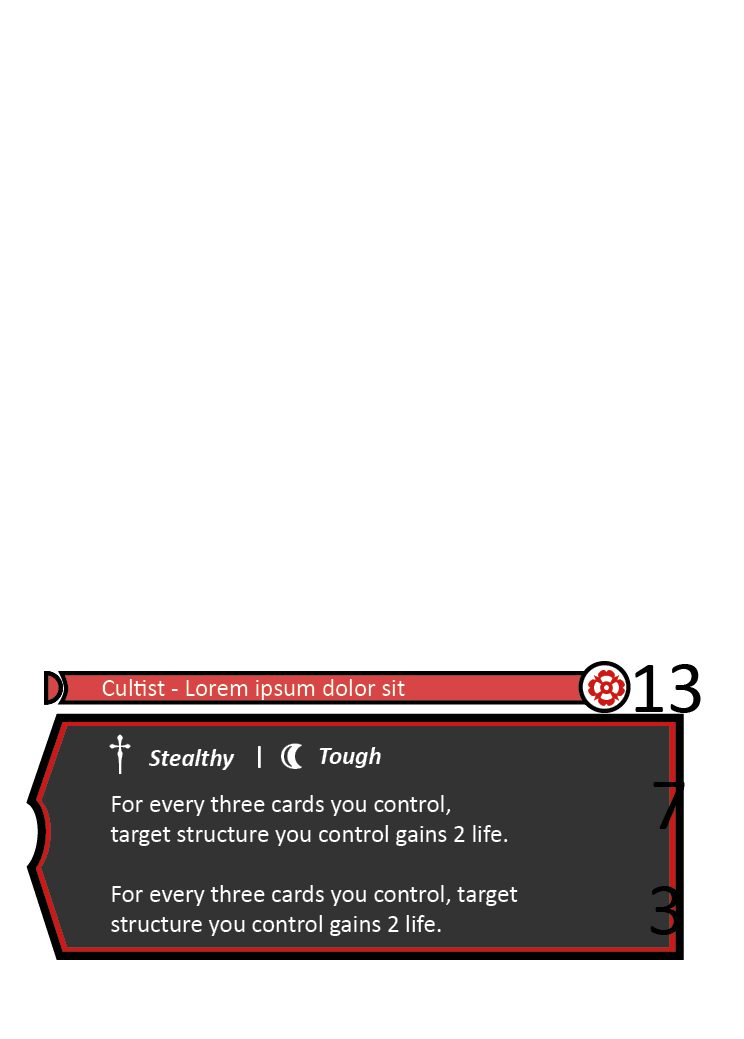 Cultist - Lorem ipsum dolor sit
13
Stealthy | Tough
For every three cards you control,
target structure you control gains 2 life.
7
For every three cards you control, target
structure you control gains 2 life.
3